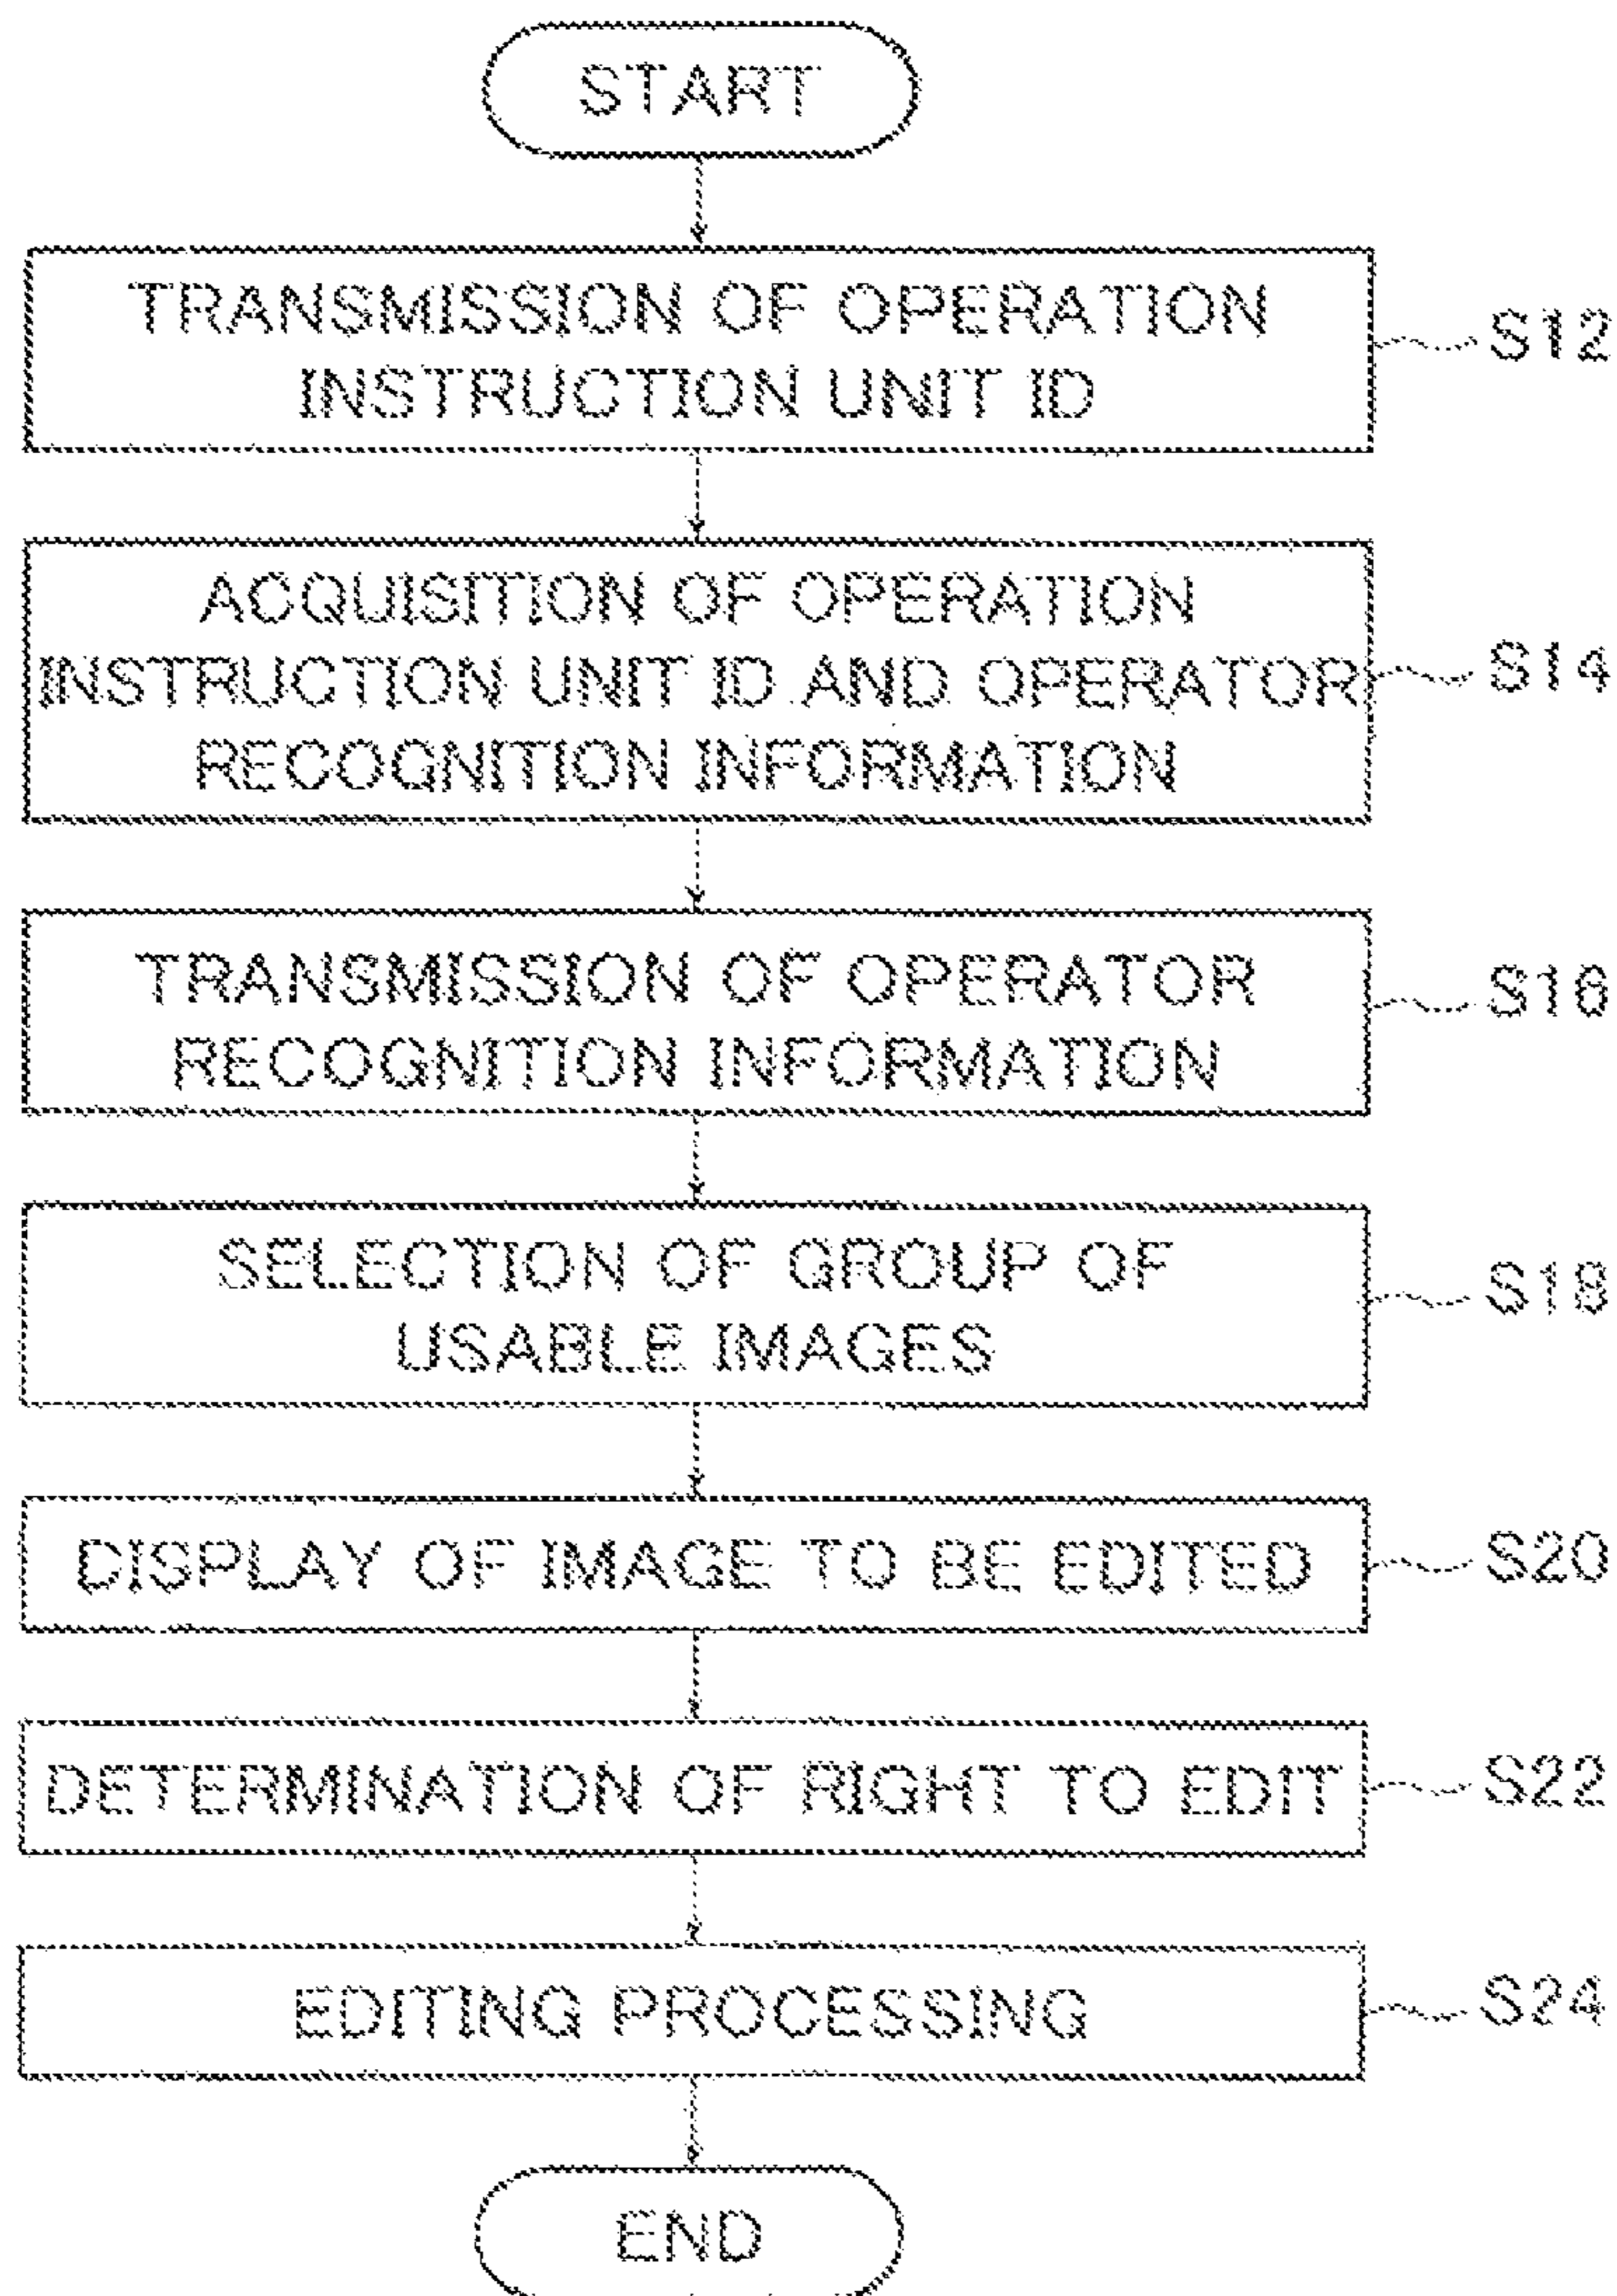 START
TRANSMISSION OF OPERATION
INSTRUCTION UNIT ID
S12
ACQUISITION OF OPERATION
INSTRUCTION UNIT ID AND OPERATOR
RECOGNITION INFORMATION
S14
TRANSMISSION OF OPERATOR
RECOGNITION INFORMATION
S16
SELECTION OF GROUP OF
USABLE IMAGES
S18
DISPLAY OF IMAGE TO BE EDITED
S20
DETERMINATION OF RIGHT TO EDIT
S22
EDITING PROCESSING
S24
END